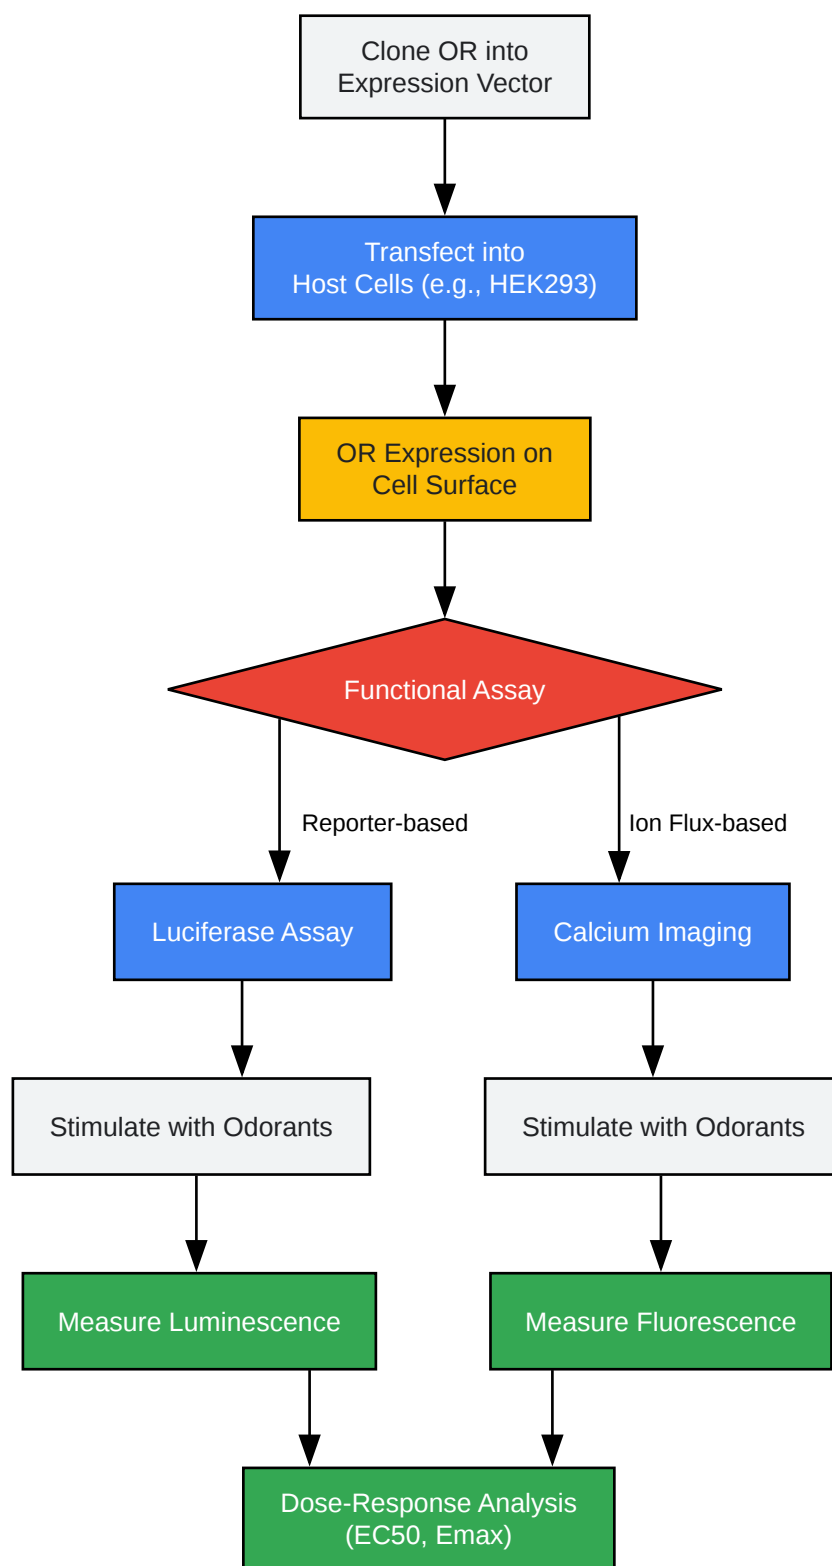 Clone OR into
Expression Vector
Transfect into
Host Cells (e.g., HEK293)
OR Expression on
Cell Surface
Functional Assay
Reporter-based
Ion Flux-based
Luciferase Assay
Calcium Imaging
Stimulate with Odorants
Stimulate with Odorants
Measure Luminescence
Measure Fluorescence
Dose-Response Analysis
(EC50, Emax)